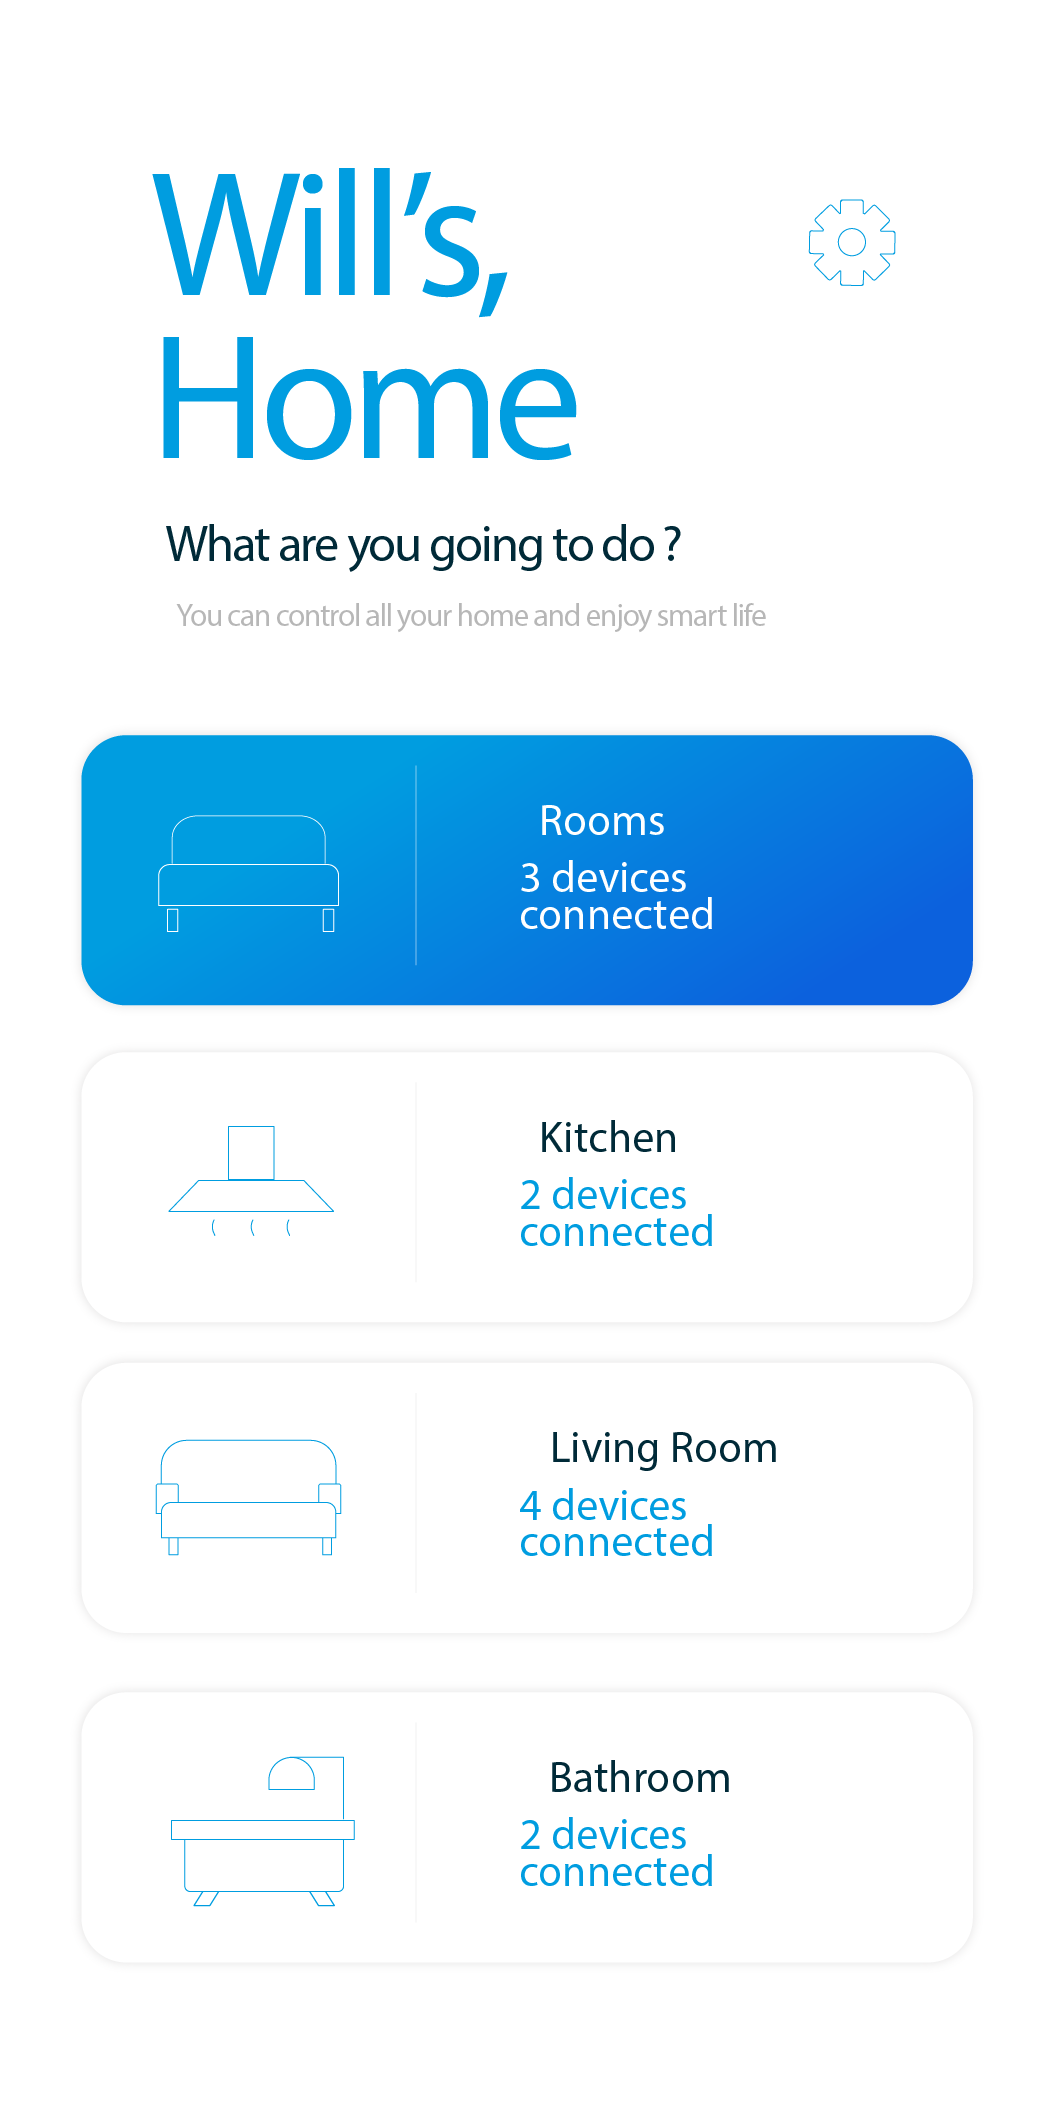 Will’s,
Home
What are you going to do ?
You can control all your home and enjoy smart life
Rooms
3 devices
connected
Kitchen
2 devices
connected
Living Room
4 devices
connected
Bathroom
2 devices
connected